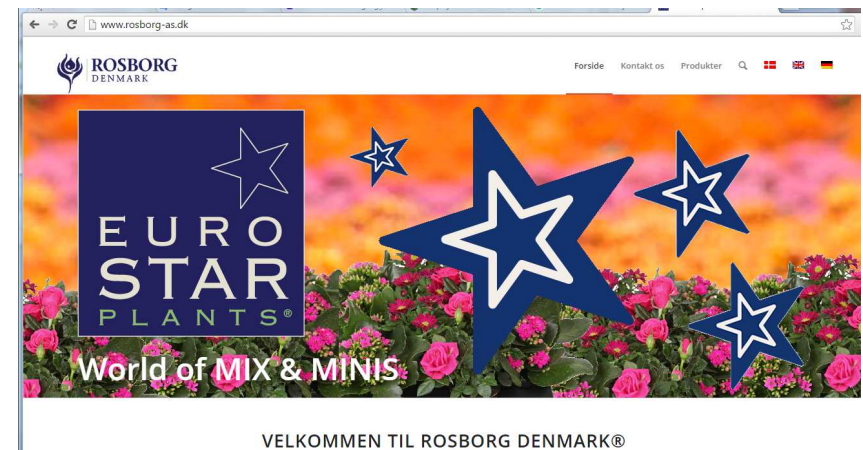 www.rosborg-as.dk
ROSBORG
DENMARK
Forside Kontakt os Produkter
EURO
STAR
PLANTS®
World of MIX & MINIS
VELKOMMEN TIL ROSBORG DENMARK®